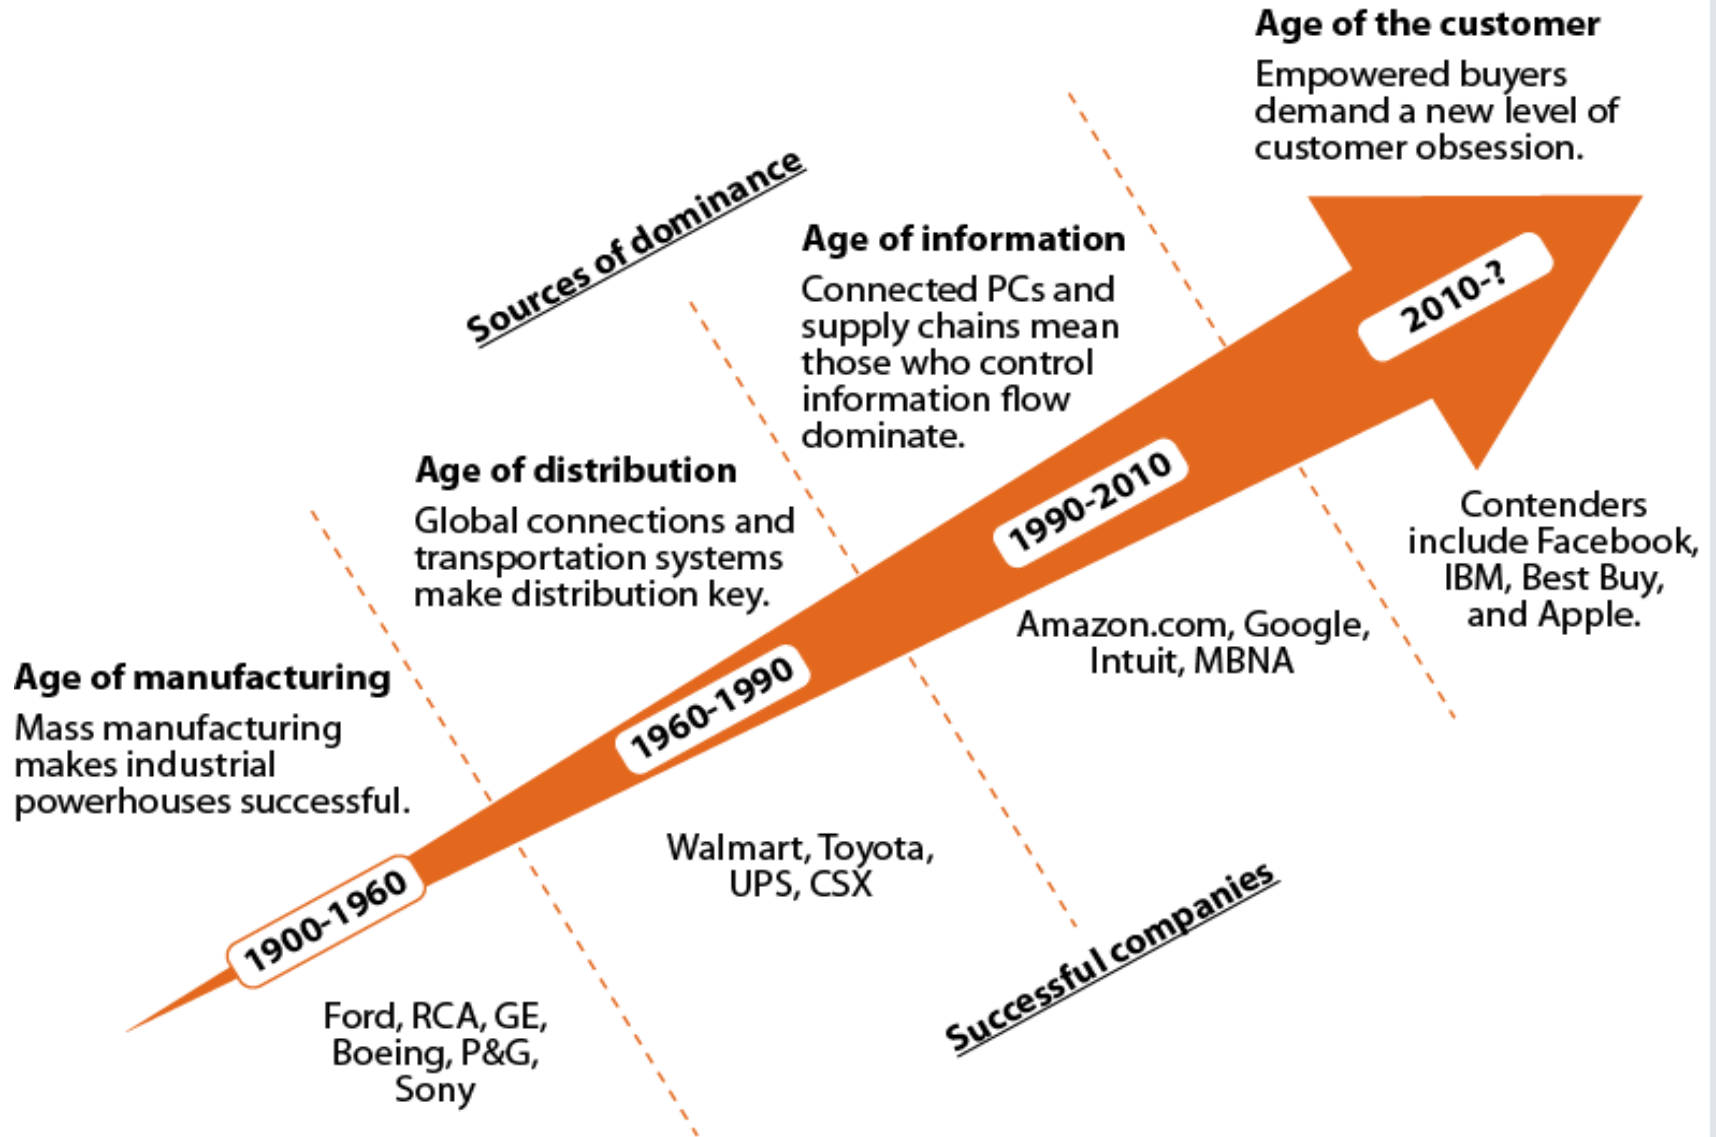 Age of the customer
Empowered buyers
demand a new level of
customer obsession.
Sources of dominance
Age of information
Connected PCs and
supply chains mean
those who control
information flow
dominate.
2010-?
Age of distribution
Global connections and
transportation systems
make distribution key.
1990-2010
Contenders
include Facebook,
IBM, Best Buy,
and Apple.
Amazon.com, Google,
Intuit, MBNA
Age of manufacturing
Mass manufacturing
makes industrial
powerhouses successful.
1960-1990
Walmart, Toyota,
UPS, CSX
1900-1960
Successful companies
Ford, RCA, GE,
Boeing, P&G,
Sony